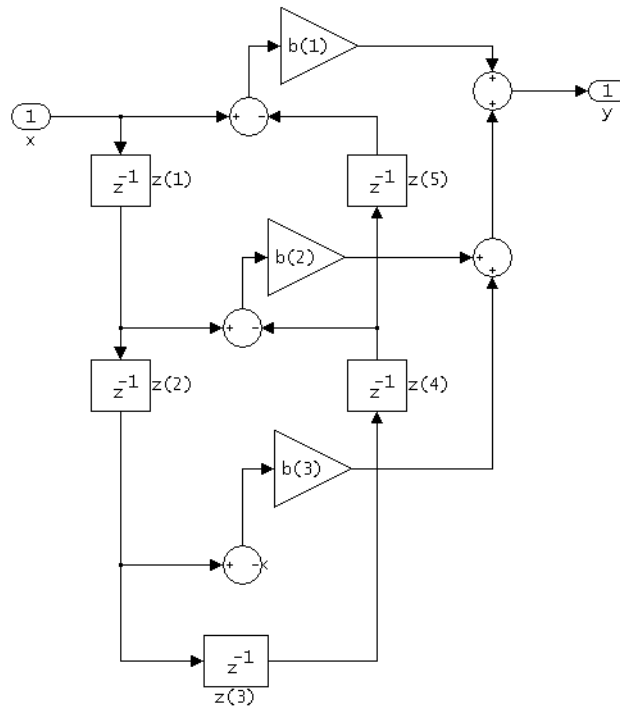 b(1)
+
+
1
x
+ -
1
y
z⁻¹ z(1)
z⁻¹ z(5)
b(2)
+
+
+ -
z⁻¹ z(2)
z⁻¹ z(4)
b(3)
+ -
z⁻¹
z(3)